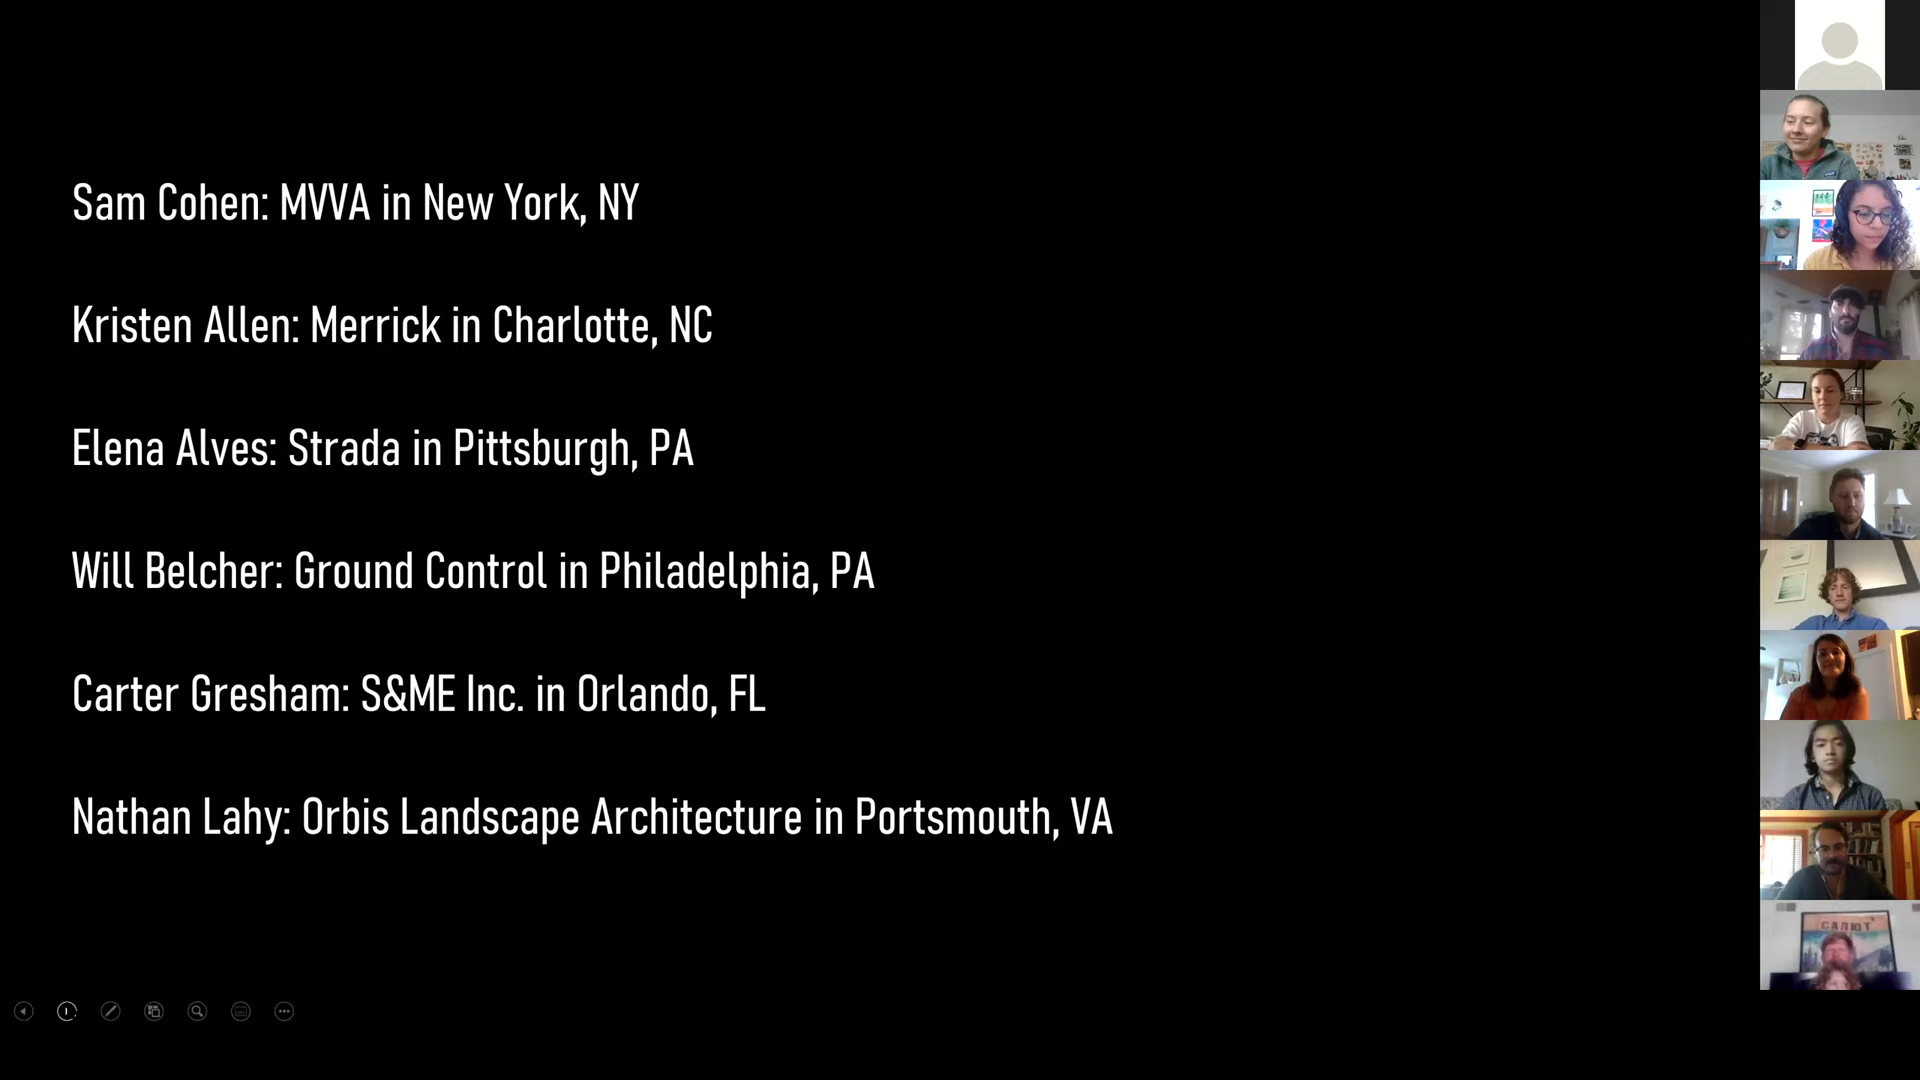 Sam Cohen: MVVA in New York, NY
Kristen Allen: Merrick in Charlotte, NC
Elena Alves: Strada in Pittsburgh, PA
Will Belcher: Ground Control in Philadelphia, PA
Carter Gresham: S&ME Inc. in Orlando, FL
Nathan Lahy: Orbis Landscape Architecture in Portsmouth, VA
САЛЮТ